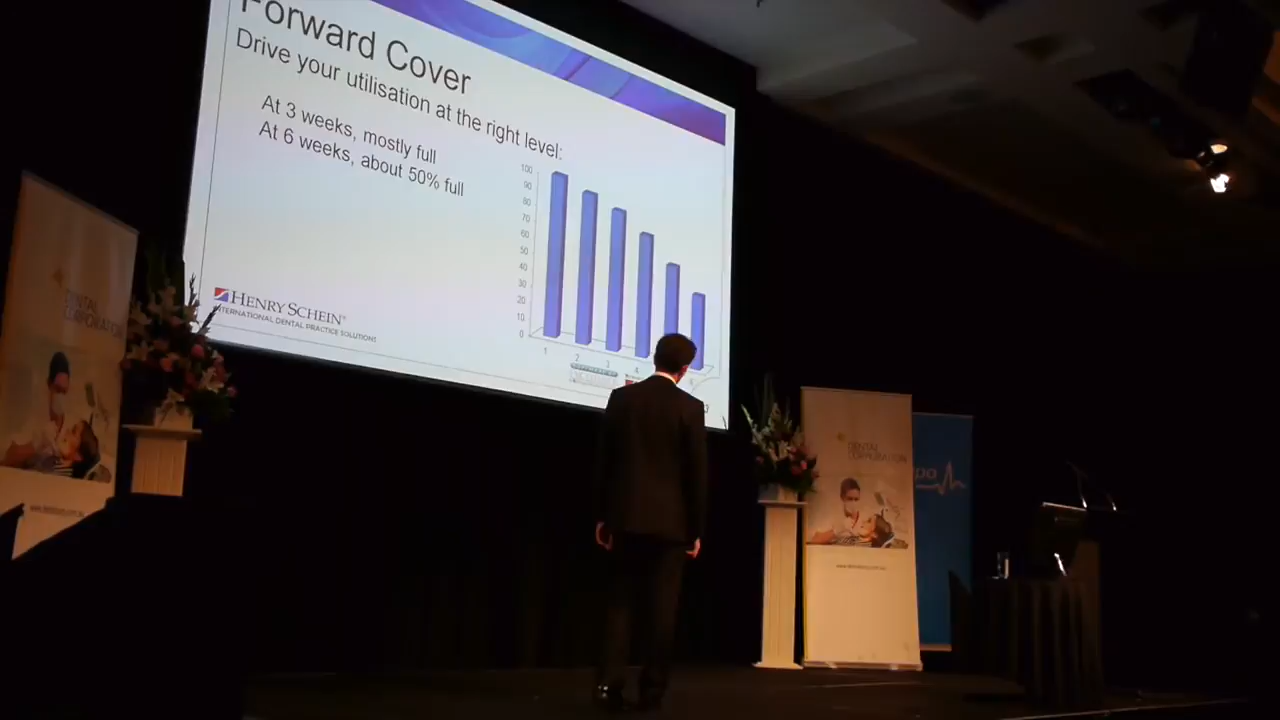 Forward Cover
Drive your utilisation at the right level:
At 3 weeks, mostly full
At 6 weeks, about 50% full
100
90
80
70
60
50
40
30
20
10
0
1
2
3
4
HENRY SCHEIN
INTERNATIONAL DENTAL PRACTICE SOLUTIONS
DENTAL
CORPORATION
DENTAL
CORPORATION